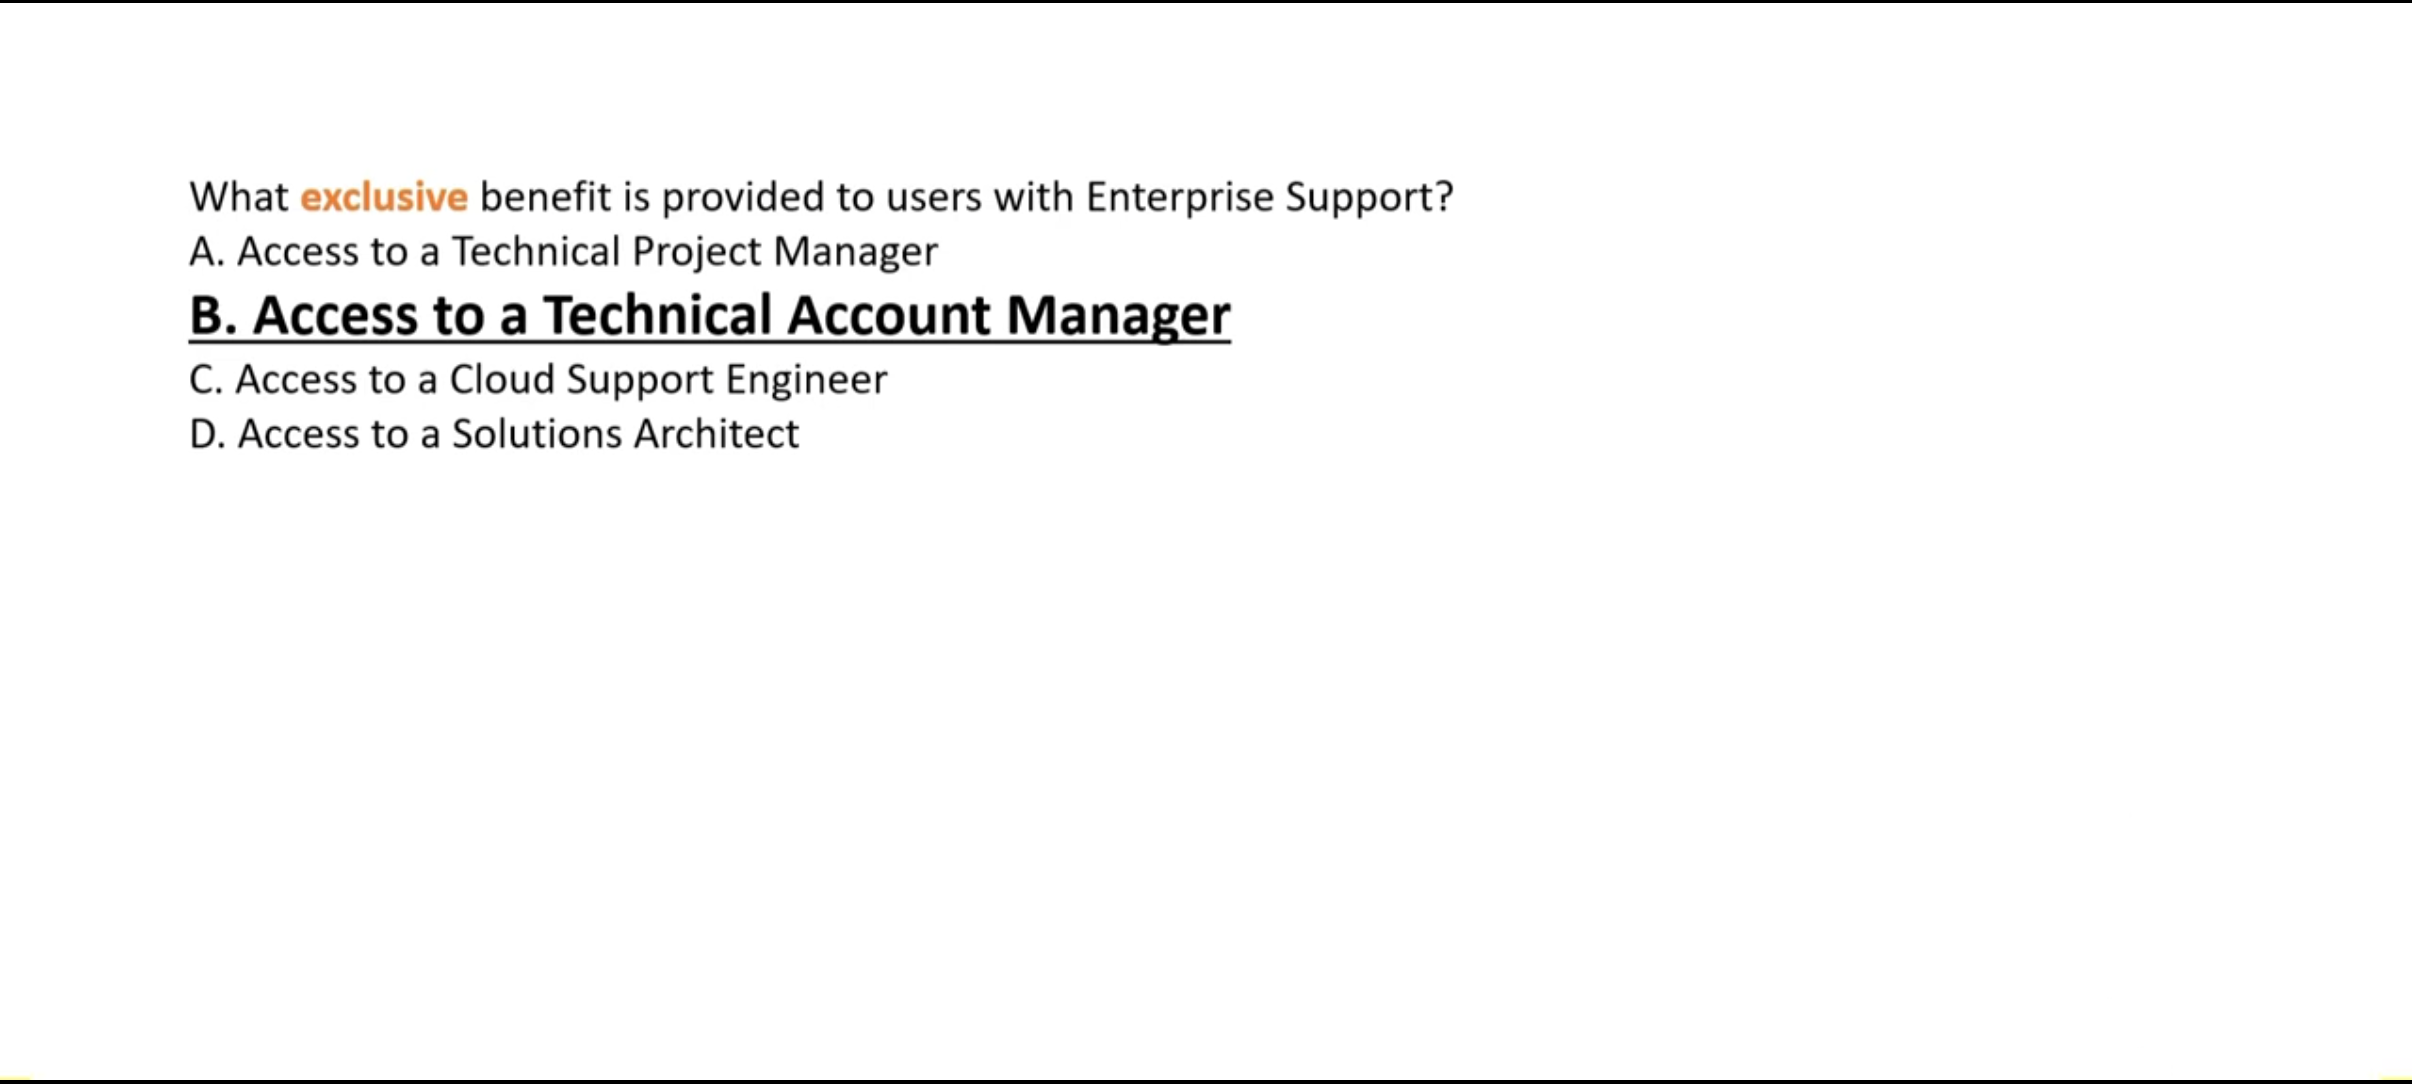 What exclusive benefit is provided to users with Enterprise Support?
A. Access to a Technical Project Manager
B. Access to a Technical Account Manager
C. Access to a Cloud Support Engineer
D. Access to a Solutions Architect